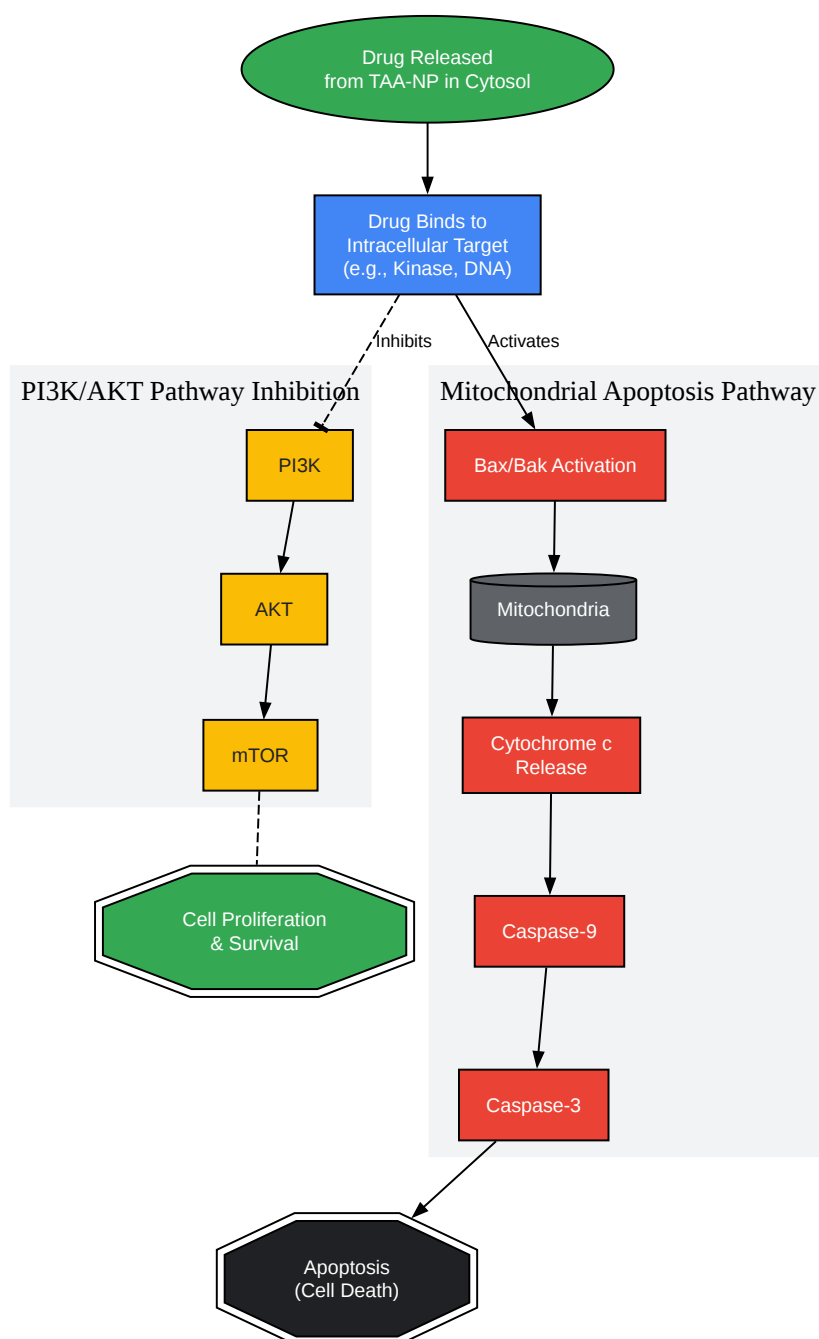 Drug Released
from TAA-NP in Cytosol
Drug Binds to
Intracellular Target
(e.g., Kinase, DNA)
Inhibits
Activates
PI3K/AKT Pathway Inhibition
PI3K
AKT
mTOR
Cell Proliferation
& Survival
Mitochondrial Apoptosis Pathway
Bax/Bak Activation
Mitochondria
Cytochrome c
Release
Caspase-9
Caspase-3
Apoptosis
(Cell Death)